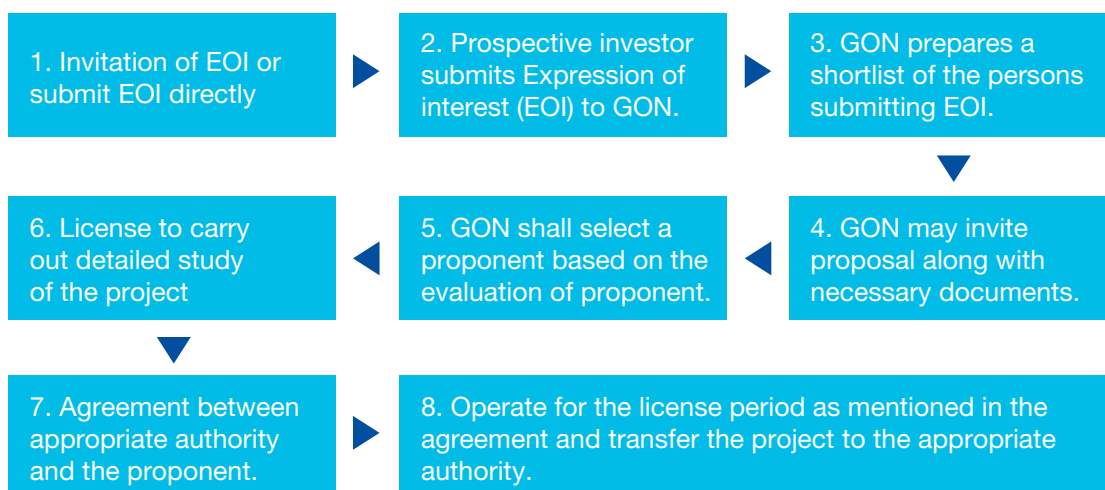 1. Invitation of EOI or
submit EOI directly
2. Prospective investor
submits Expression of
interest (EOI) to GON.
3. GON prepares a
shortlist of the persons
submitting EOI.
4. GON may invite
proposal along with
necessary documents.
5. GON shall select a
proponent based on the
evaluation of proponent.
6. License to carry
out detailed study
of the project
7. Agreement between
appropriate authority
and the proponent.
8. Operate for the license period as mentioned in the
agreement and transfer the project to the appropriate
authority.